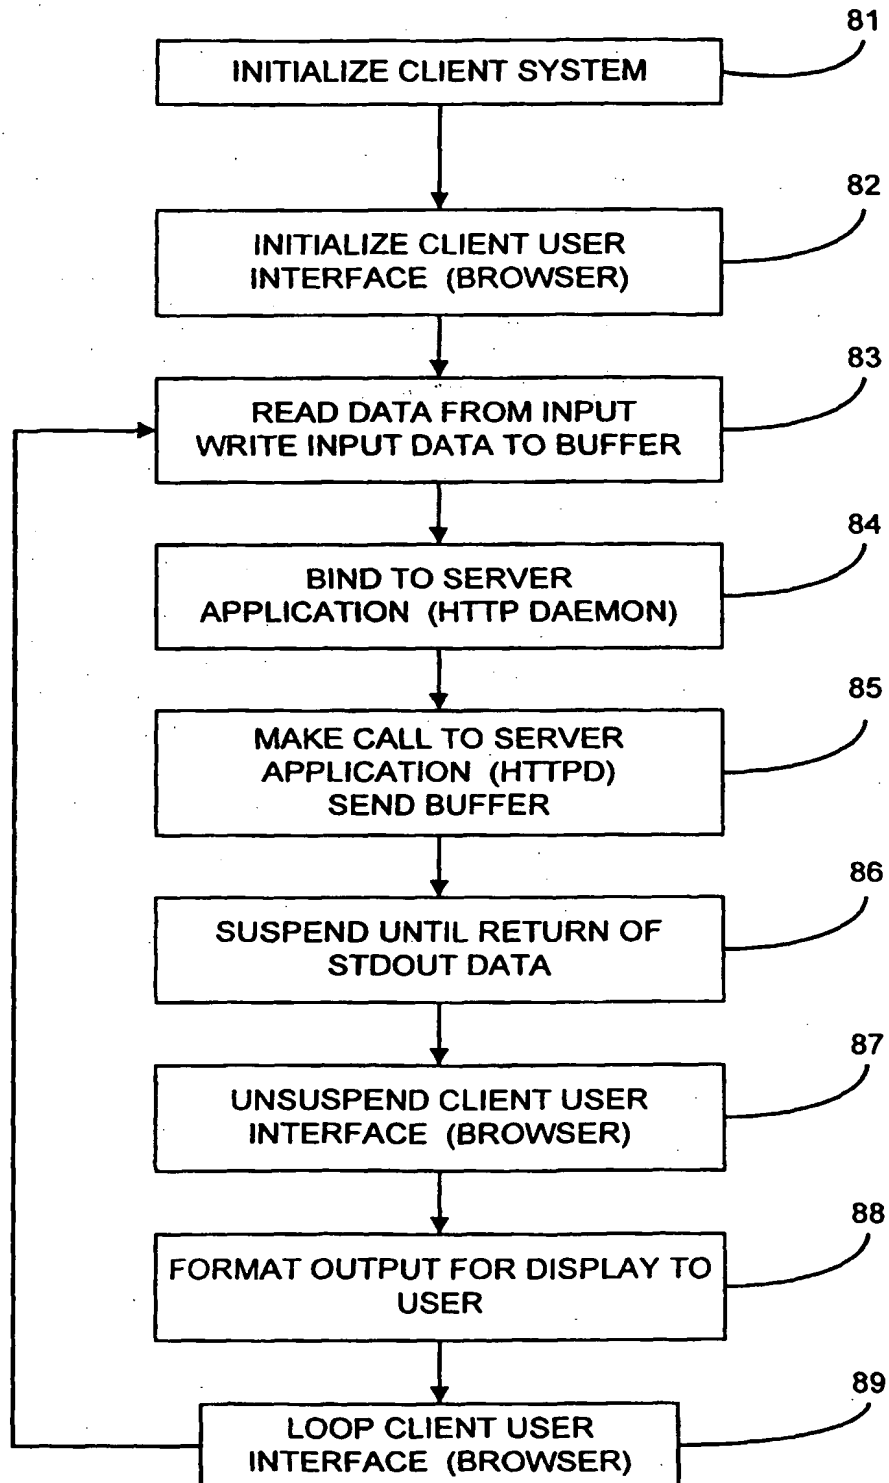 81
INITIALIZE CLIENT SYSTEM
82
INITIALIZE CLIENT USER
INTERFACE (BROWSER)
83
READ DATA FROM INPUT
WRITE INPUT DATA TO BUFFER
84
BIND TO SERVER
APPLICATION (HTTP DAEMON)
85
MAKE CALL TO SERVER
APPLICATION (HTTPD)
SEND BUFFER
86
SUSPEND UNTIL RETURN OF
STDOUT DATA
87
UNSUSPEND CLIENT USER
INTERFACE (BROWSER)
88
FORMAT OUTPUT FOR DISPLAY TO
USER
89
LOOP CLIENT USER
INTERFACE (BROWSER)